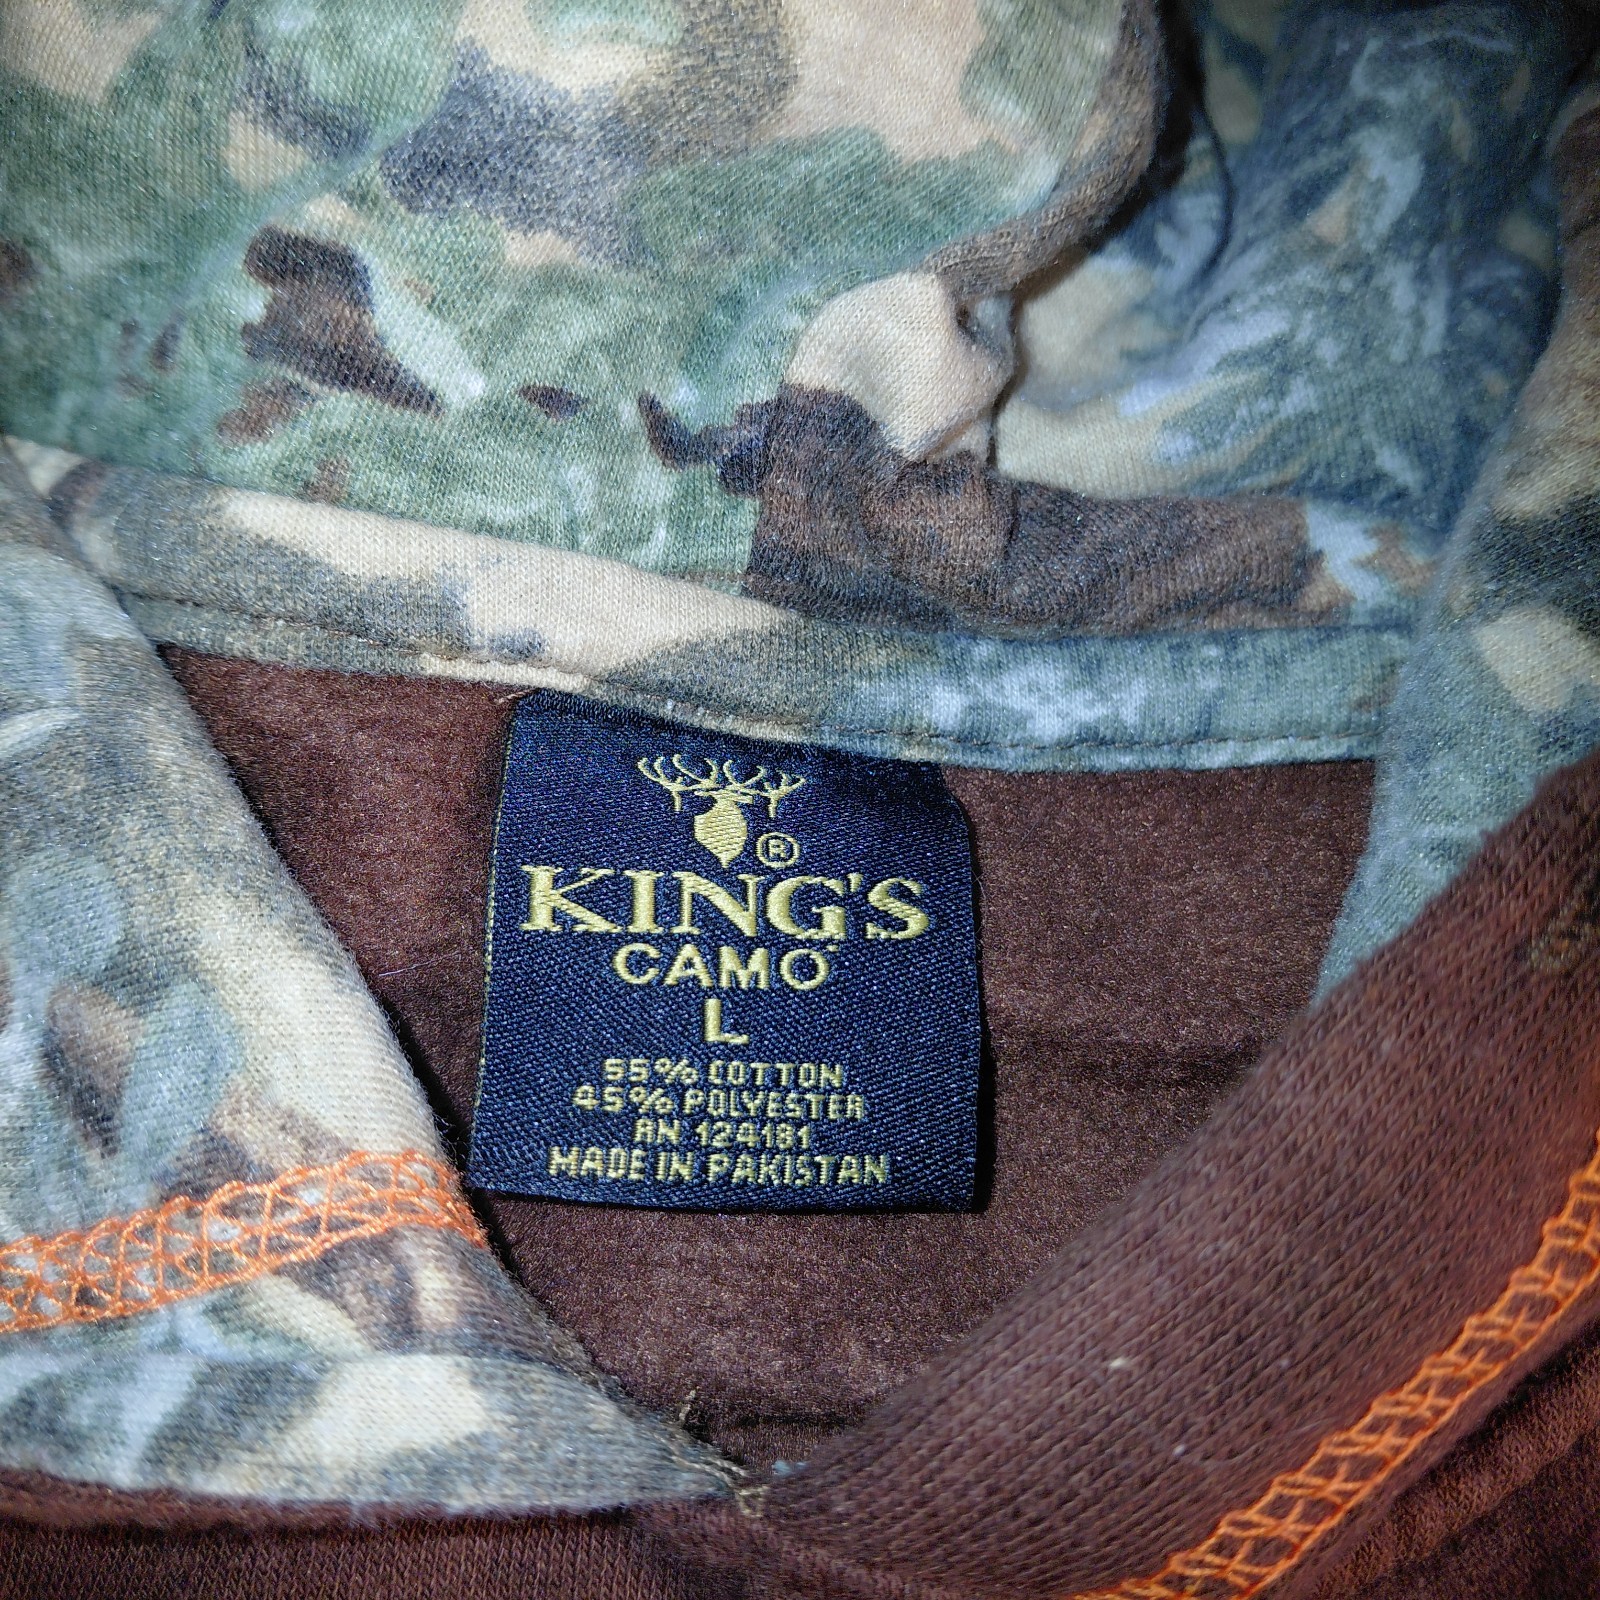 ®
KING'S
CAMO
L
55% COTTON
45% POLYESTER
RN 124181
MADE IN PAKISTAN